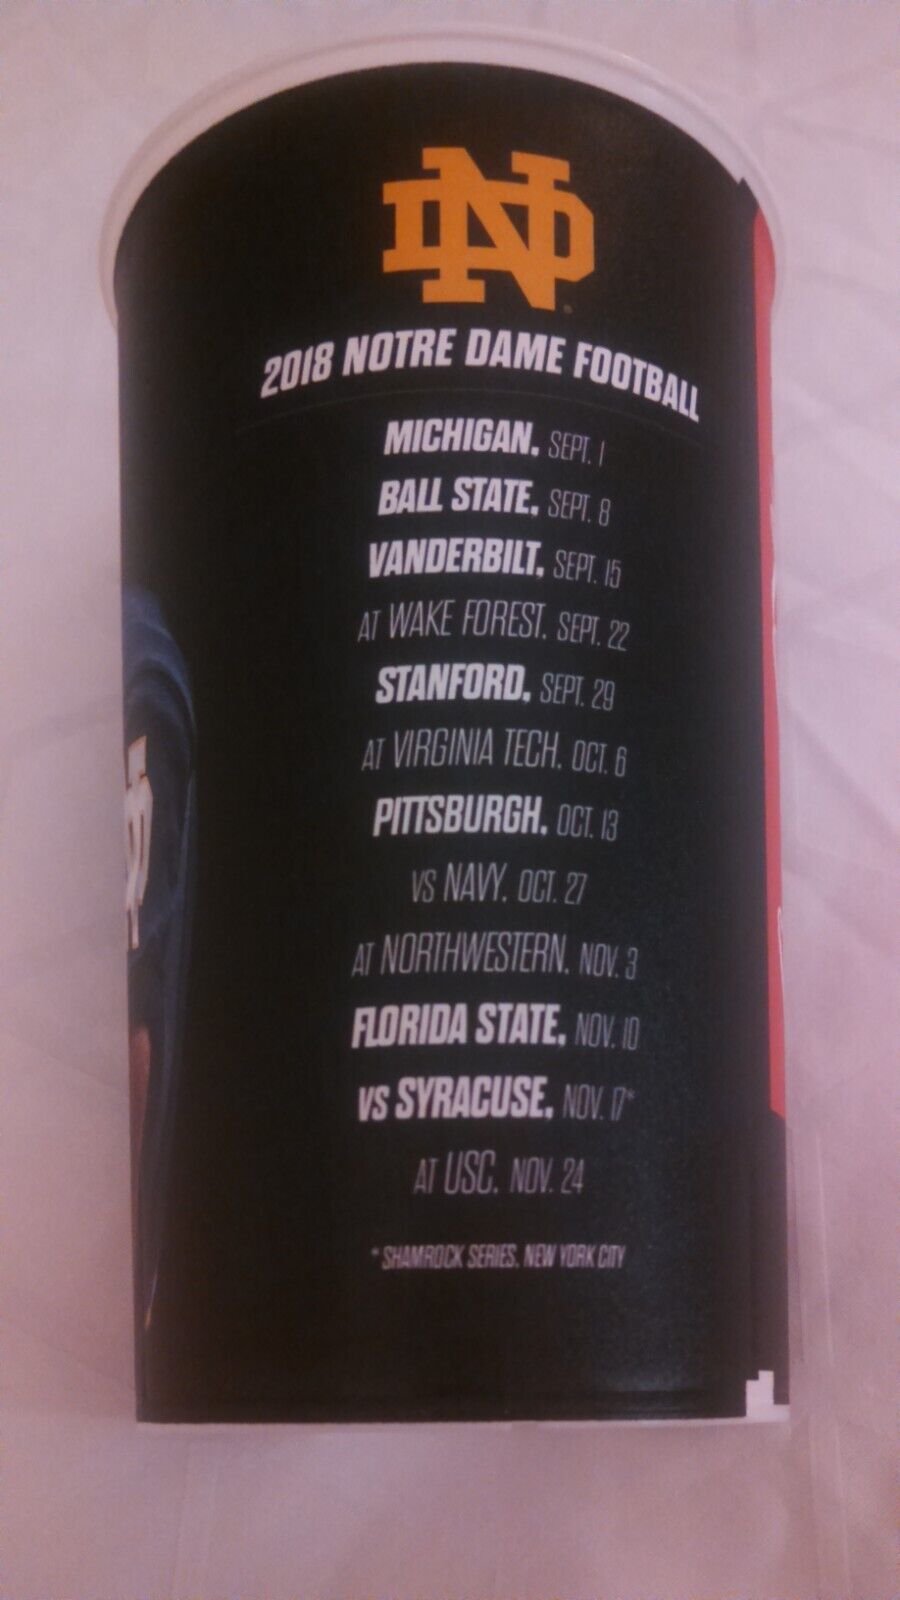 ND
2018 NOTRE DAME FOOTBALL
MICHIGAN, SEPT. 1
BALL STATE, SEPT. 8
VANDERBILT, SEPT. 15
AT WAKE FOREST, SEPT. 22
STANFORD, SEPT. 29
AT VIRGINIA TECH, OCT. 6
PITTSBURGH, OCT. 13
VS NAVY, OCT. 27
AT NORTHWESTERN, NOV. 3
FLORIDA STATE, NOV. 10
VS SYRACUSE, NOV. 17*
AT USC, NOV. 24
* SHAMROCK SERIES, NEW YORK CITY